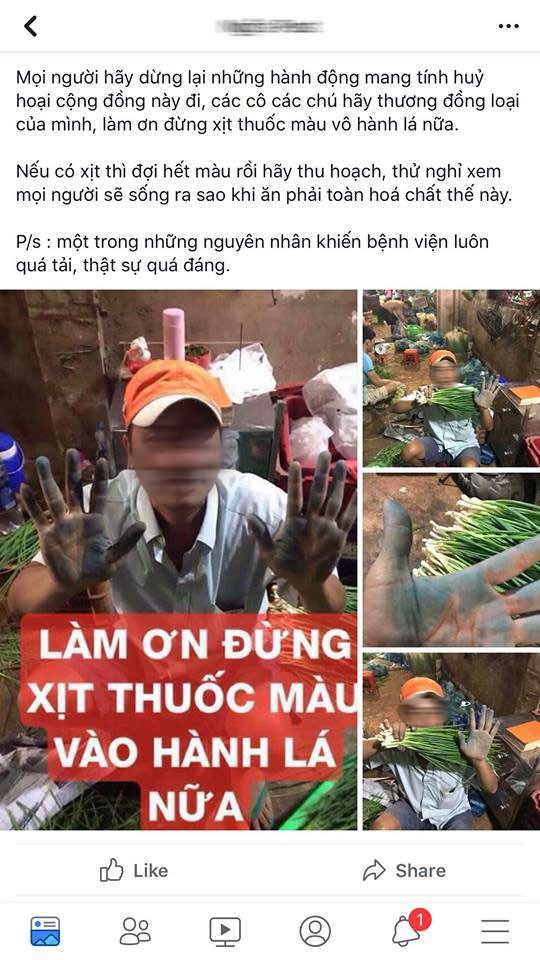 Mọi người hãy dừng lại những hành động mang tính huỷ
hoại cộng đồng này đi, các cô các chú hãy thương đồng loại
của mình, làm ơn đừng xịt thuốc màu vô hành lá nữa.
Nếu có xịt thì đợi hết màu rồi hãy thu hoạch, thử nghỉ xem
mọi người sẽ sống ra sao khi ăn phải toàn hoá chất thế này.
P/s : một trong những nguyên nhân khiến bệnh viện luôn
quá tải, thật sự quá đáng.
LÀM ƠN ĐỪNG
XỊT THUỐC MÀU
VÀO HÀNH LÁ
NỮA
Like
Share
1